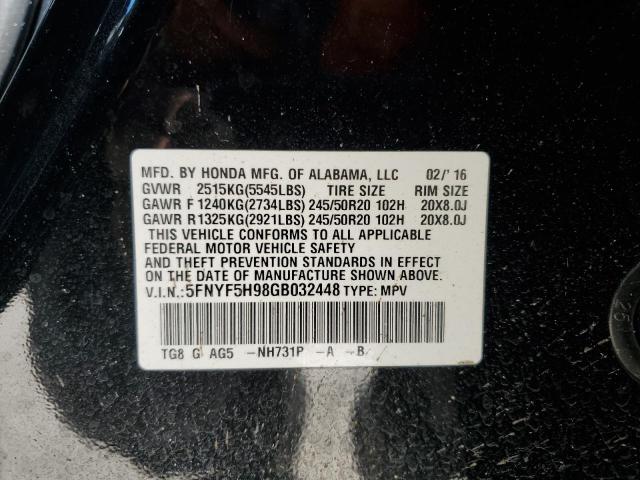 MFD. BY HONDA MFG. OF ALABAMA, LLC 02/'16
GVWR 2515KG(5545LBS) TIRE SIZE RIM SIZE
GAWR F 1240KG(2734LBS) 245/50R20 102H 20X8.0J
GAWR R1325KG(2921LBS) 245/50R20 102H 20X8.0J
THIS VEHICLE CONFORMS TO ALL APPLICABLE
FEDERAL MOTOR VEHICLE SAFETY
AND THEFT PREVENTION STANDARDS IN EFFECT
ON THE DATE OF MANUFACTURE SHOWN ABOVE.
V.I.N.:5FNYF5H98GB032448 TYPE: MPV
TG8 G AG5 -NH731P -A -B